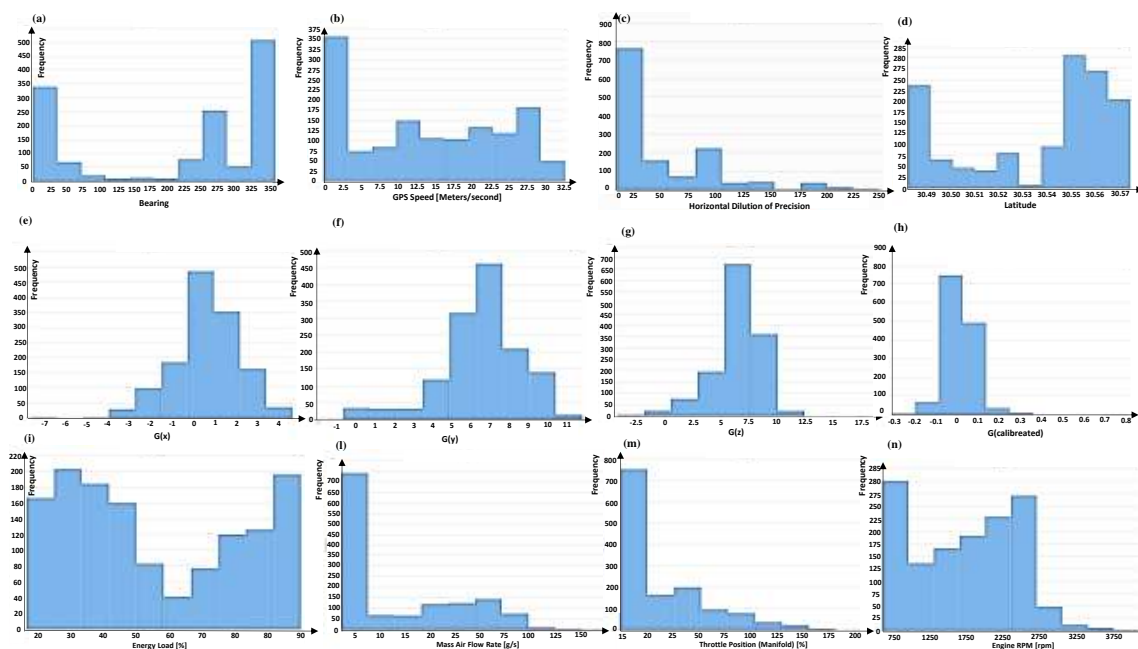 (a)
Frequency
500
450
400
350
300
250
200
150
100
50
0
0 25 50 75 100 125 150 175 200 225 250 275 300 325 350
Bearing
(b)
Frequency
375
350
325
300
275
250
225
200
175
150
125
100
75
50
25
0
0 2.5 5 7.5 10 12.5 15 17.5 20 22.5 25 27.5 30 32.5
GPS Speed [Meters/second]
(c)
Frequency
900
800
700
600
400
300
200
100
0
0 25 50 75 100 125 150 175 200 225 250
Horizontal Dilution of Precision
(d)
Frequency
285
280
225
200
175
150
125
100
75
50
25
0
30.49 30.50 30.51 30.52 30.53 30.54 30.55 30.56 30.57
Latitude
(e)
Frequency
500
450
400
350
300
250
200
150
100
50
0
-7 -6 -5 -4 -3 -2 -1 0 1 2 3 4
G(x)
(f)
Frequency
500
450
400
350
300
250
200
150
100
50
0
-1 0 1 2 3 4 5 6 7 8 9 10 11
G(y)
(g)
Frequency
700
650
600
550
500
450
400
350
300
250
200
150
100
50
0
-2.5 0 2.5 5 7.5 10 12.5 15 17.5
G(z)
(h)
Frequency
900
800
700
600
400
300
200
100
0
-0.3 -0.2 -0.1 0 0.1 0.2 0.25 0.4 0.5 0.6 0.7 0.8
G(calibreated)
(i)
Frequency
220
200
180
160
140
120
100
80
60
40
20
0
20 30 40 50 60 70 80 90
Energy Load [%]
(l)
Frequency
700
650
600
550
500
450
400
350
300
250
200
150
100
50
0
5 10 15 20 25 50 75 100 125 150
Mass Air Flow Rate [g/s]
(m)
Frequency
800
700
600
500
400
300
200
100
0
15 20 25 50 75 100 125 150 175 200
Throttle Position (Manifold) [%]
(n)
Frequency
285
280
275
225
200
175
150
125
100
75
50
25
0
750 1250 1750 2250 2750 3250 3750
Engine RPM [rpm]